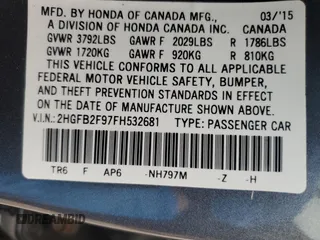 MFD. BY HONDA OF CANADA MFG., 03/'15
A DIVISION OF HONDA CANADA INC. CANADA
GVWR 3792LBS GAWR F 2029LBS R 1786LBS
GVWR 1720KG GAWR F 920KG R 810KG
THIS VEHICLE CONFORMS TO ALL APPLICABLE
FEDERAL MOTOR VEHICLE SAFETY, BUMPER,
AND THEFT PREVENTION STANDARDS IN EFFECT
ON THE DATE OF MANUFACTURE SHOWN ABOVE.
V.I.N.: 2HGFB2F97FH532681 TYPE: PASSENGER CAR
TR6 F AP6 -NH797M -Z -H
DREAMBID